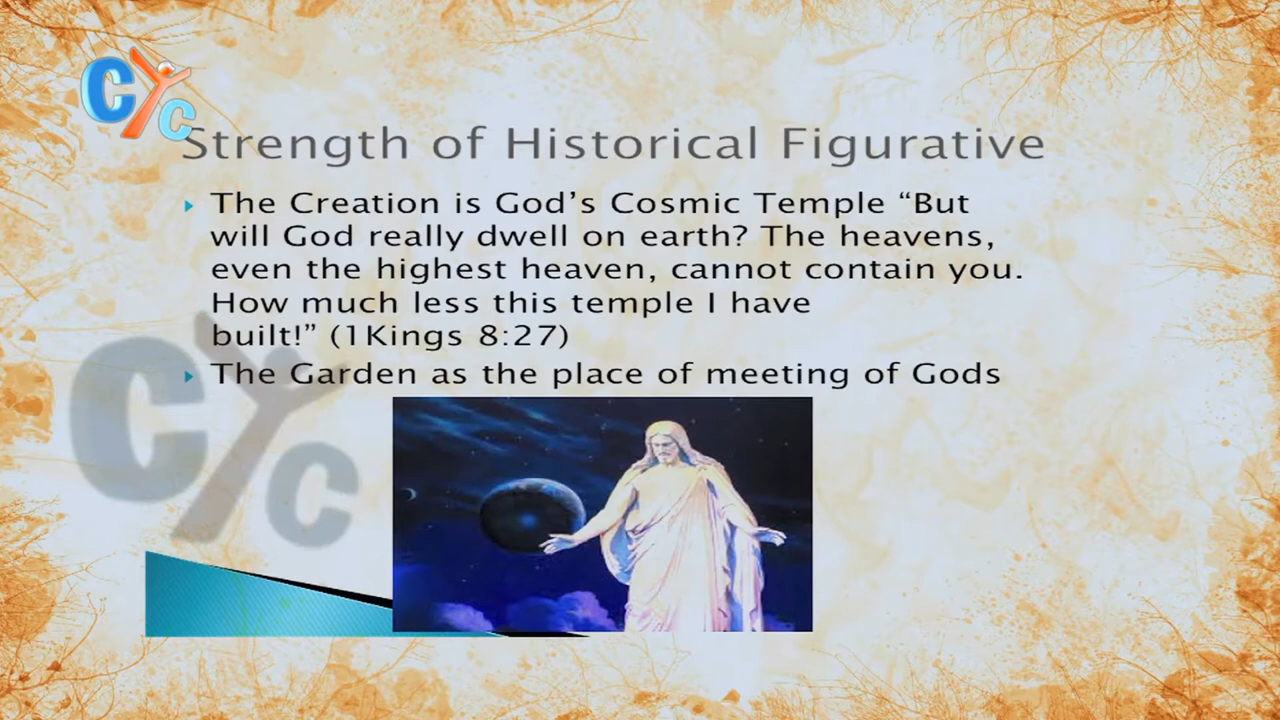 CYC
Strength of Historical Figurative
The Creation is God’s Cosmic Temple “But
will God really dwell on earth? The heavens,
even the highest heaven, cannot contain you.
How much less this temple I have
built!” (1Kings 8:27)
The Garden as the place of meeting of Gods
CYC